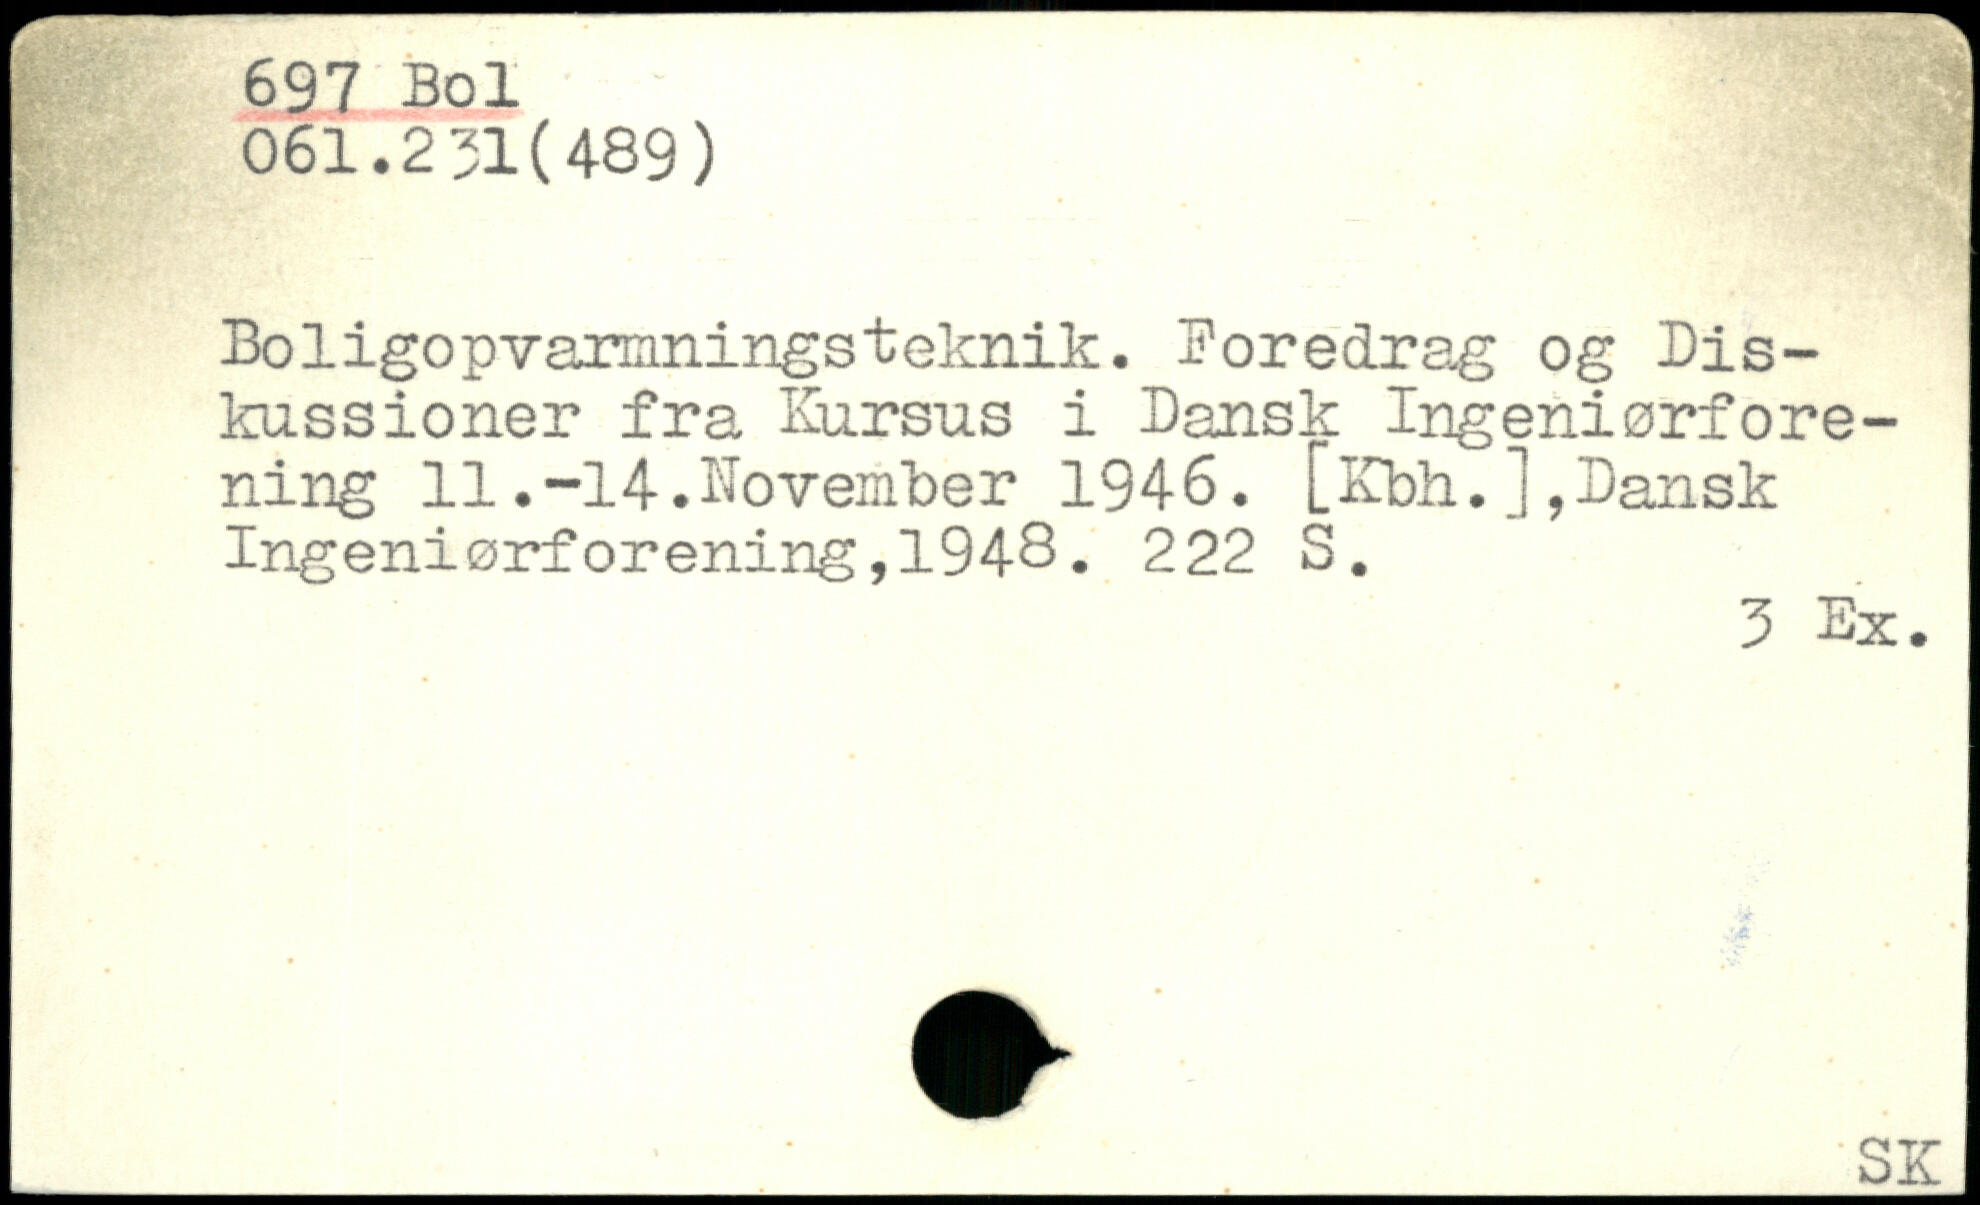 697 Bol
061.231(489)
Boligopvarmningsteknik. Foredrag og Dis-
kussioner fra Kursus i Dansk Ingeniørfore-
ning 11.-14.November 1946. [Kbh.],Dansk
Ingeniørforening,1948. 222 S.
3 Ex.
SK